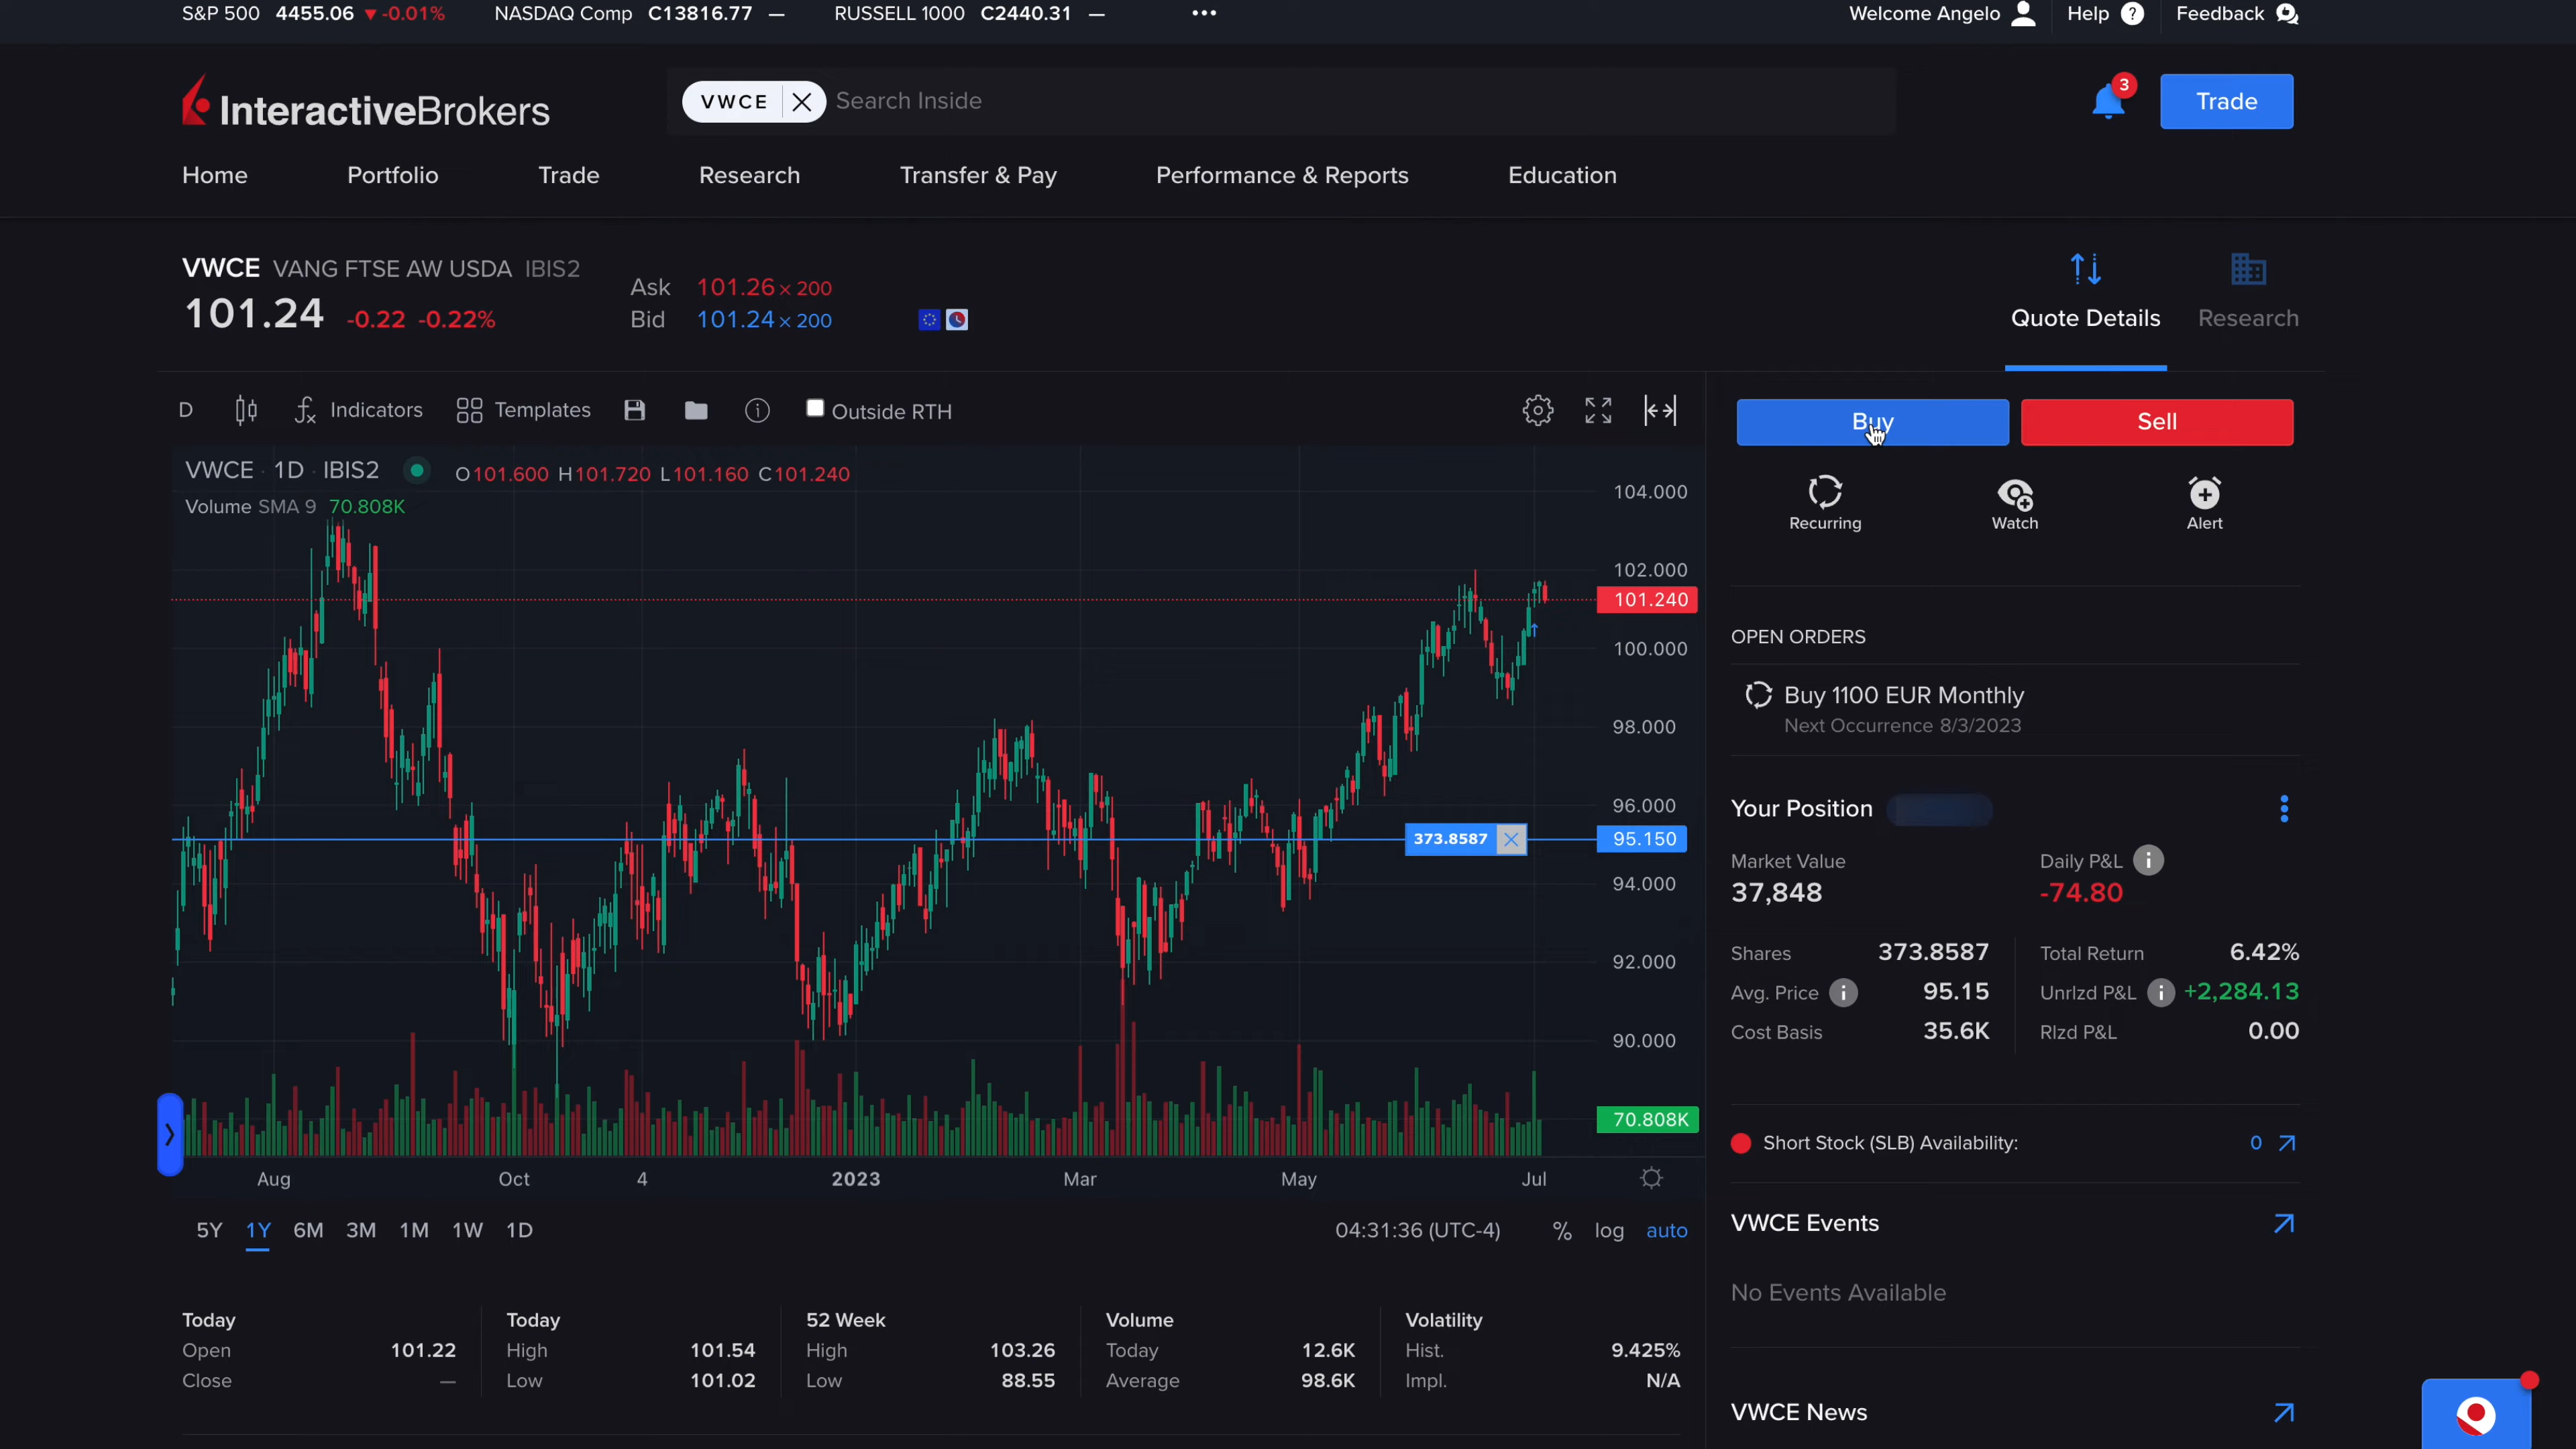 S&P 500 4455.06 ▼ -0.01% NASDAQ Comp C13816.77 — RUSSELL 1000 C2440.31 — ••• Welcome Angelo Help ? Feedback
InteractiveBrokers VWCE Search Inside 3 Trade
Home Portfolio Trade Research Transfer & Pay Performance & Reports Education
VWCE VANG FTSE AW USDA IBIS2
101.24 -0.22 -0.22%
Ask 101.26 × 200
Bid 101.24 × 200
Quote Details Research
D Indicators Templates Outside RTH
VWCE · 1D · IBIS2 O101.600 H101.720 L101.160 C101.240
Volume SMA 9 70.808K
104.000
102.000
101.240
100.000
98.000
96.000
373.8587 95.150
94.000
92.000
90.000
70.808K
Aug Oct 4 2023 Mar May Jul
5Y 1Y 6M 3M 1M 1W 1D 04:31:36 (UTC-4) % log auto
Today
Open 101.22
Close —
Today
High 101.54
Low 101.02
52 Week
High 103.26
Low 88.55
Volume
Today 12.6K
Average 98.6K
Volatility
Hist. 9.425%
Impl. N/A
Buy Sell
Recurring Watch Alert
OPEN ORDERS
Buy 1100 EUR Monthly
Next Occurrence 8/3/2023
Your Position
Market Value Daily P&L
37,848 -74.80
Shares 373.8587 Total Return 6.42%
Avg. Price 95.15 Unrlzd P&L +2,284.13
Cost Basis 35.6K Rlzd P&L 0.00
Short Stock (SLB) Availability: 0
VWCE Events
No Events Available
VWCE News